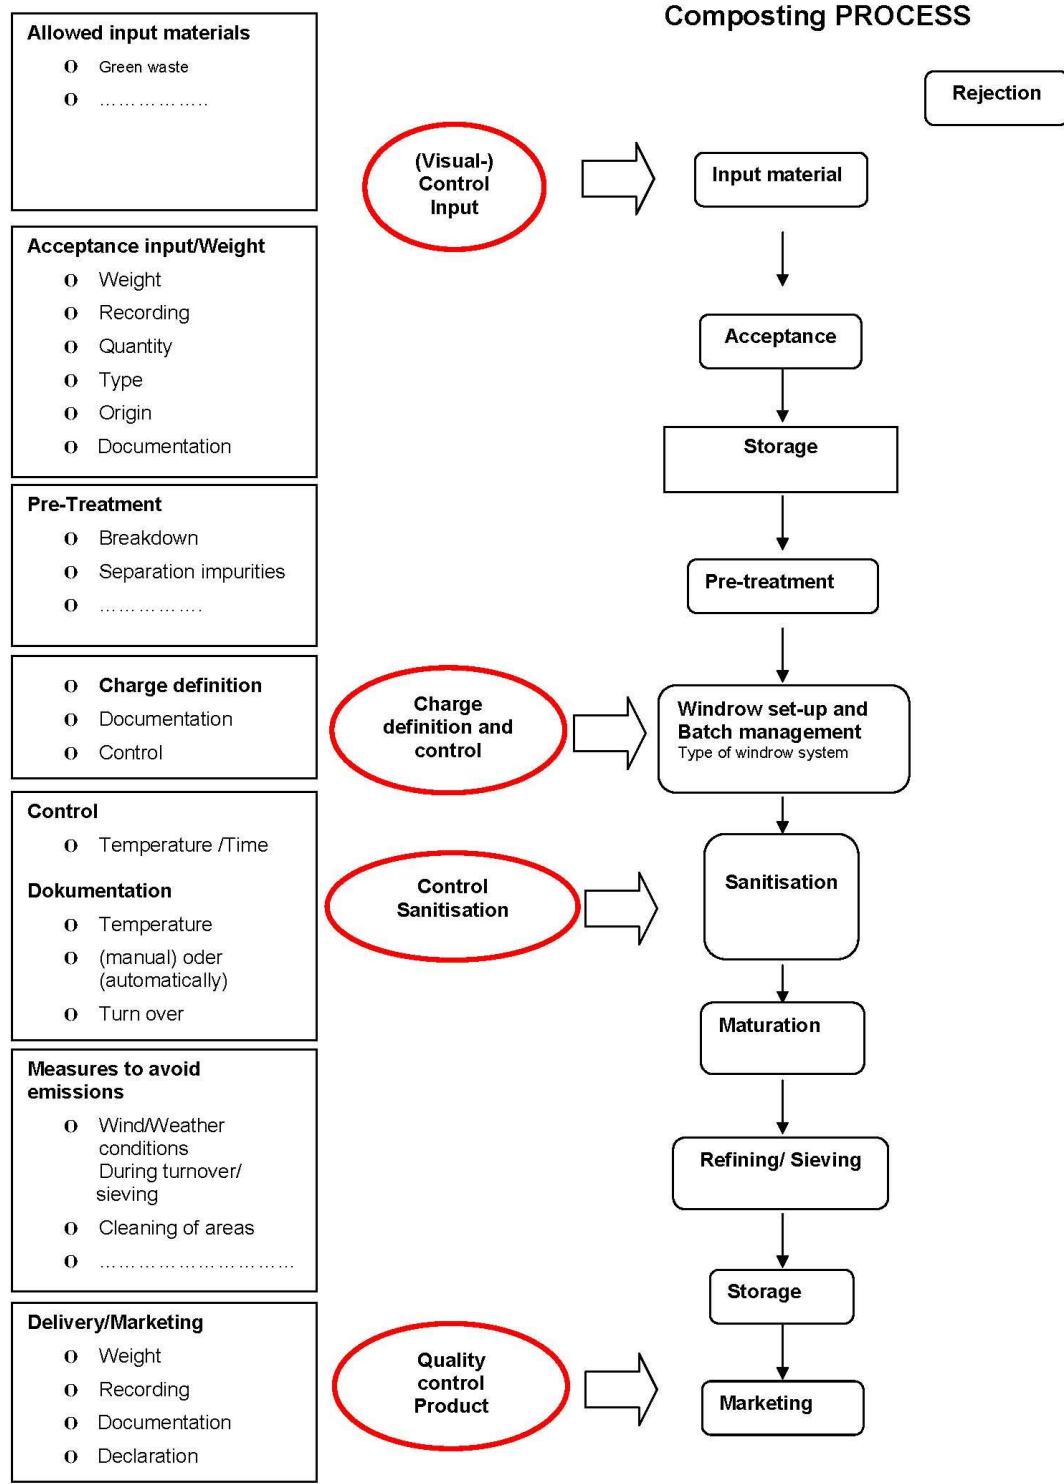 Composting PROCESS
Allowed input materials
o Green waste
o ……………..
Rejection
(Visual-)
Control
Input
Input material
Acceptance input/Weight
o Weight
o Recording
o Quantity
o Type
o Origin
o Documentation
Acceptance
Storage
Pre-Treatment
o Breakdown
o Separation impurities
o …………….
Pre-treatment
o Charge definition
o Documentation
o Control
Charge
definition and
control
Windrow set-up and
Batch management
Type of windrow system
Control
o Temperature /Time
Dokumentation
o Temperature
o (manual) oder
(automatically)
o Turn over
Control
Sanitisation
Sanitisation
Maturation
Measures to avoid
emissions
o Wind/Weather
conditions
During turnover/
sieving
o Cleaning of areas
o …………………………
Refining/ Sieving
Storage
Delivery/Marketing
o Weight
o Recording
o Documentation
o Declaration
Quality
control
Product
Marketing